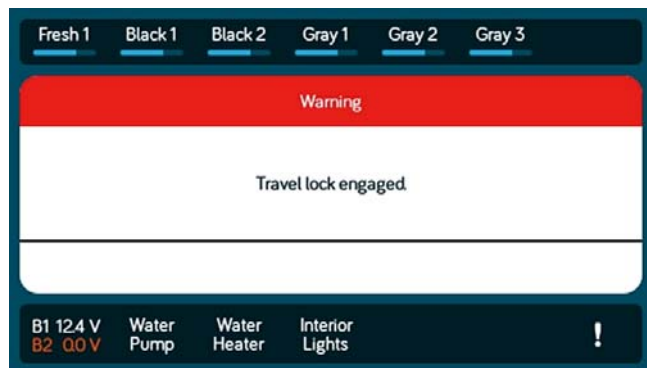 Fresh 1 Black 1 Black 2 Gray 1 Gray 2 Gray 3
Warning
Travel lock engaged.
B1 12.4 V Water Water Interior
B2 0.0 V Pump Heater Lights !